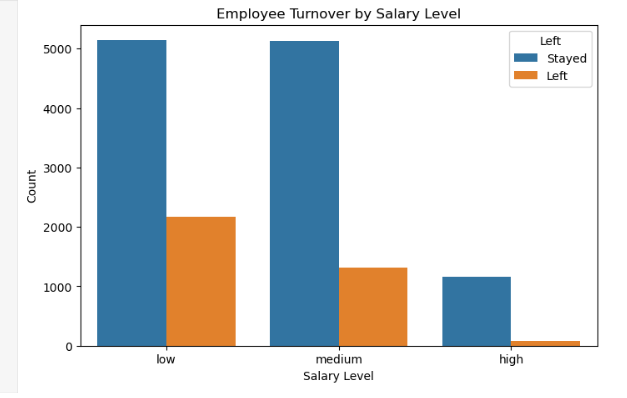 Employee Turnover by Salary Level
Left
Stayed
Left
5000
4000
3000
2000
1000
0
Count
low medium high
Salary Level